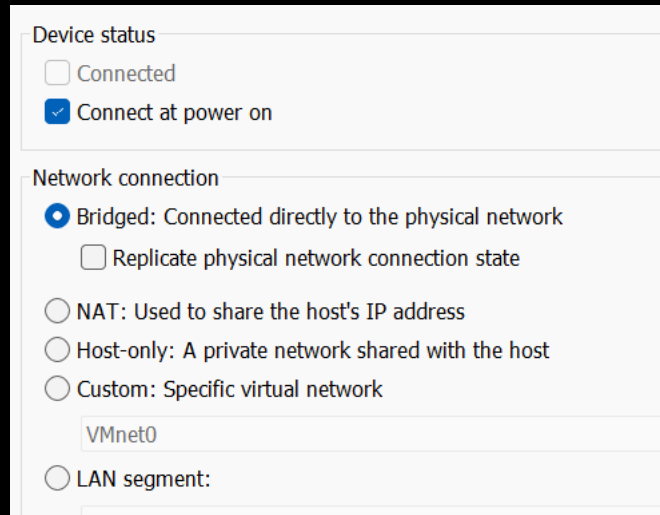 Device status
Connected
Connect at power on
Network connection
Bridged: Connected directly to the physical network
Replicate physical network connection state
NAT: Used to share the host's IP address
Host-only: A private network shared with the host
Custom: Specific virtual network
VMnet0
LAN segment: